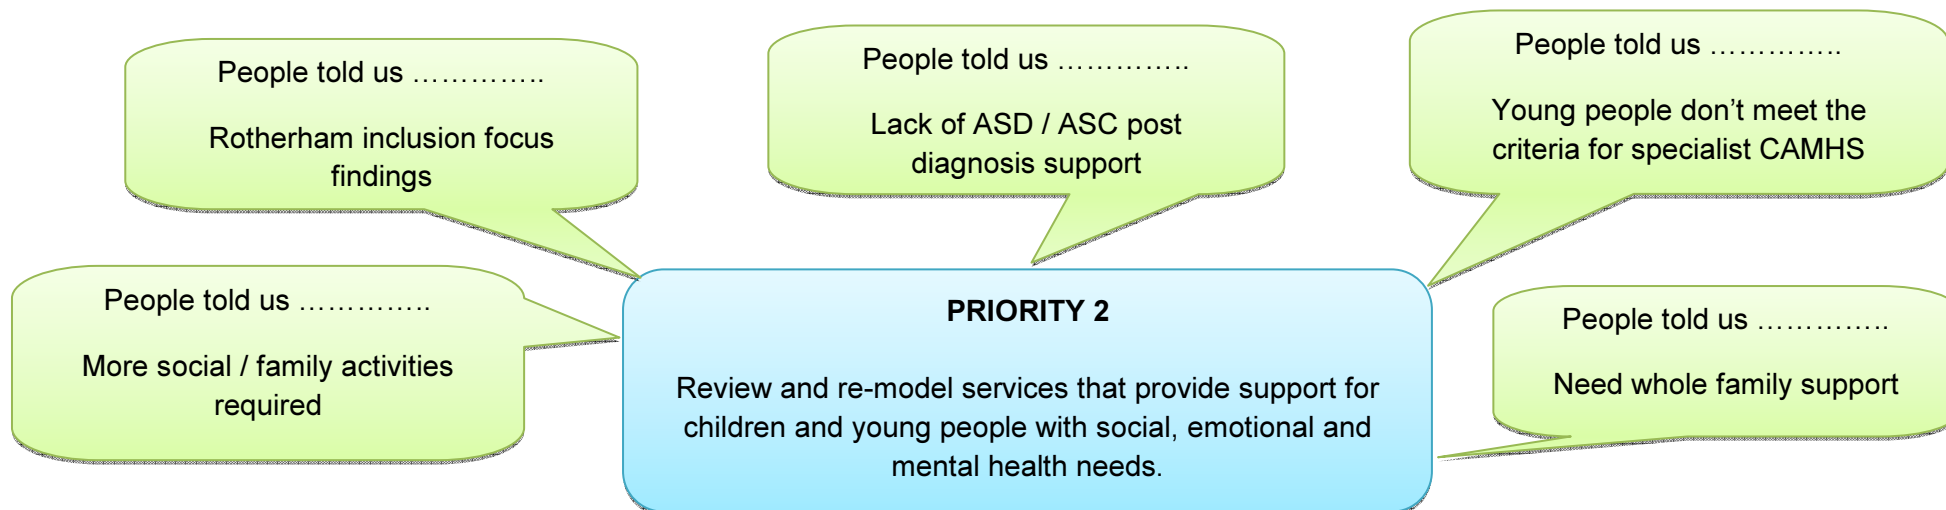 People told us …………..
Rotherham inclusion focus
findings
People told us …………..
Lack of ASD / ASC post
diagnosis support
People told us …………..
Young people don’t meet the
criteria for specialist CAMHS
People told us …………..
More social / family activities
required
PRIORITY 2
Review and re-model services that provide support for
children and young people with social, emotional and
mental health needs.
People told us …………..
Need whole family support